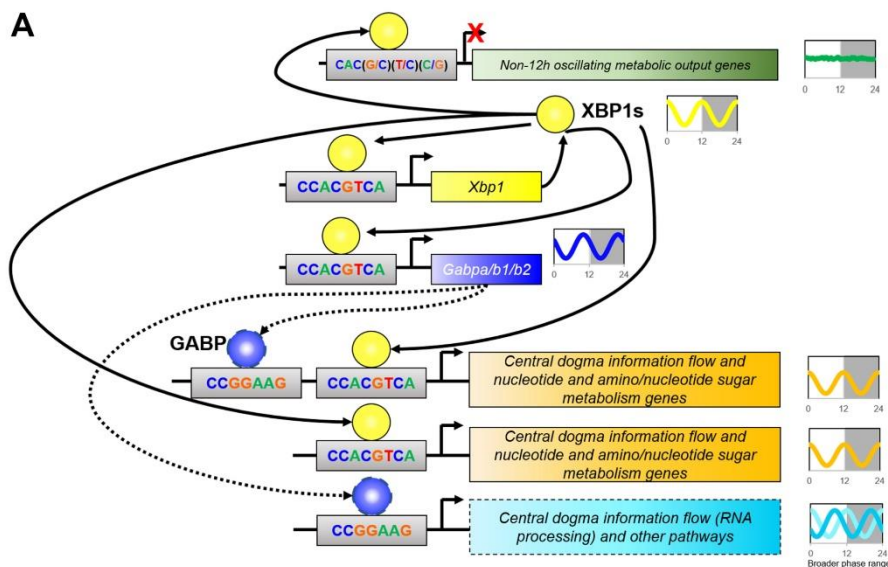 A
X
CAC(G/C)(T/C)(C/G)
Non-12h oscillating metabolic output genes
0 12 24
XBP1s
0 12 24
CCACGTCA
Xbp1
CCACGTCA
Gabpa/b1/b2
0 12 24
GABP
CCGGAAG
CCACGTCA
Central dogma information flow and
nucleotide and amino/nucleotide sugar
metabolism genes
0 12 24
CCACGTCA
Central dogma information flow and
nucleotide and amino/nucleotide sugar
metabolism genes
0 12 24
CCGGAAG
Central dogma information flow (RNA
processing) and other pathways
0 12 24
Broader phase range